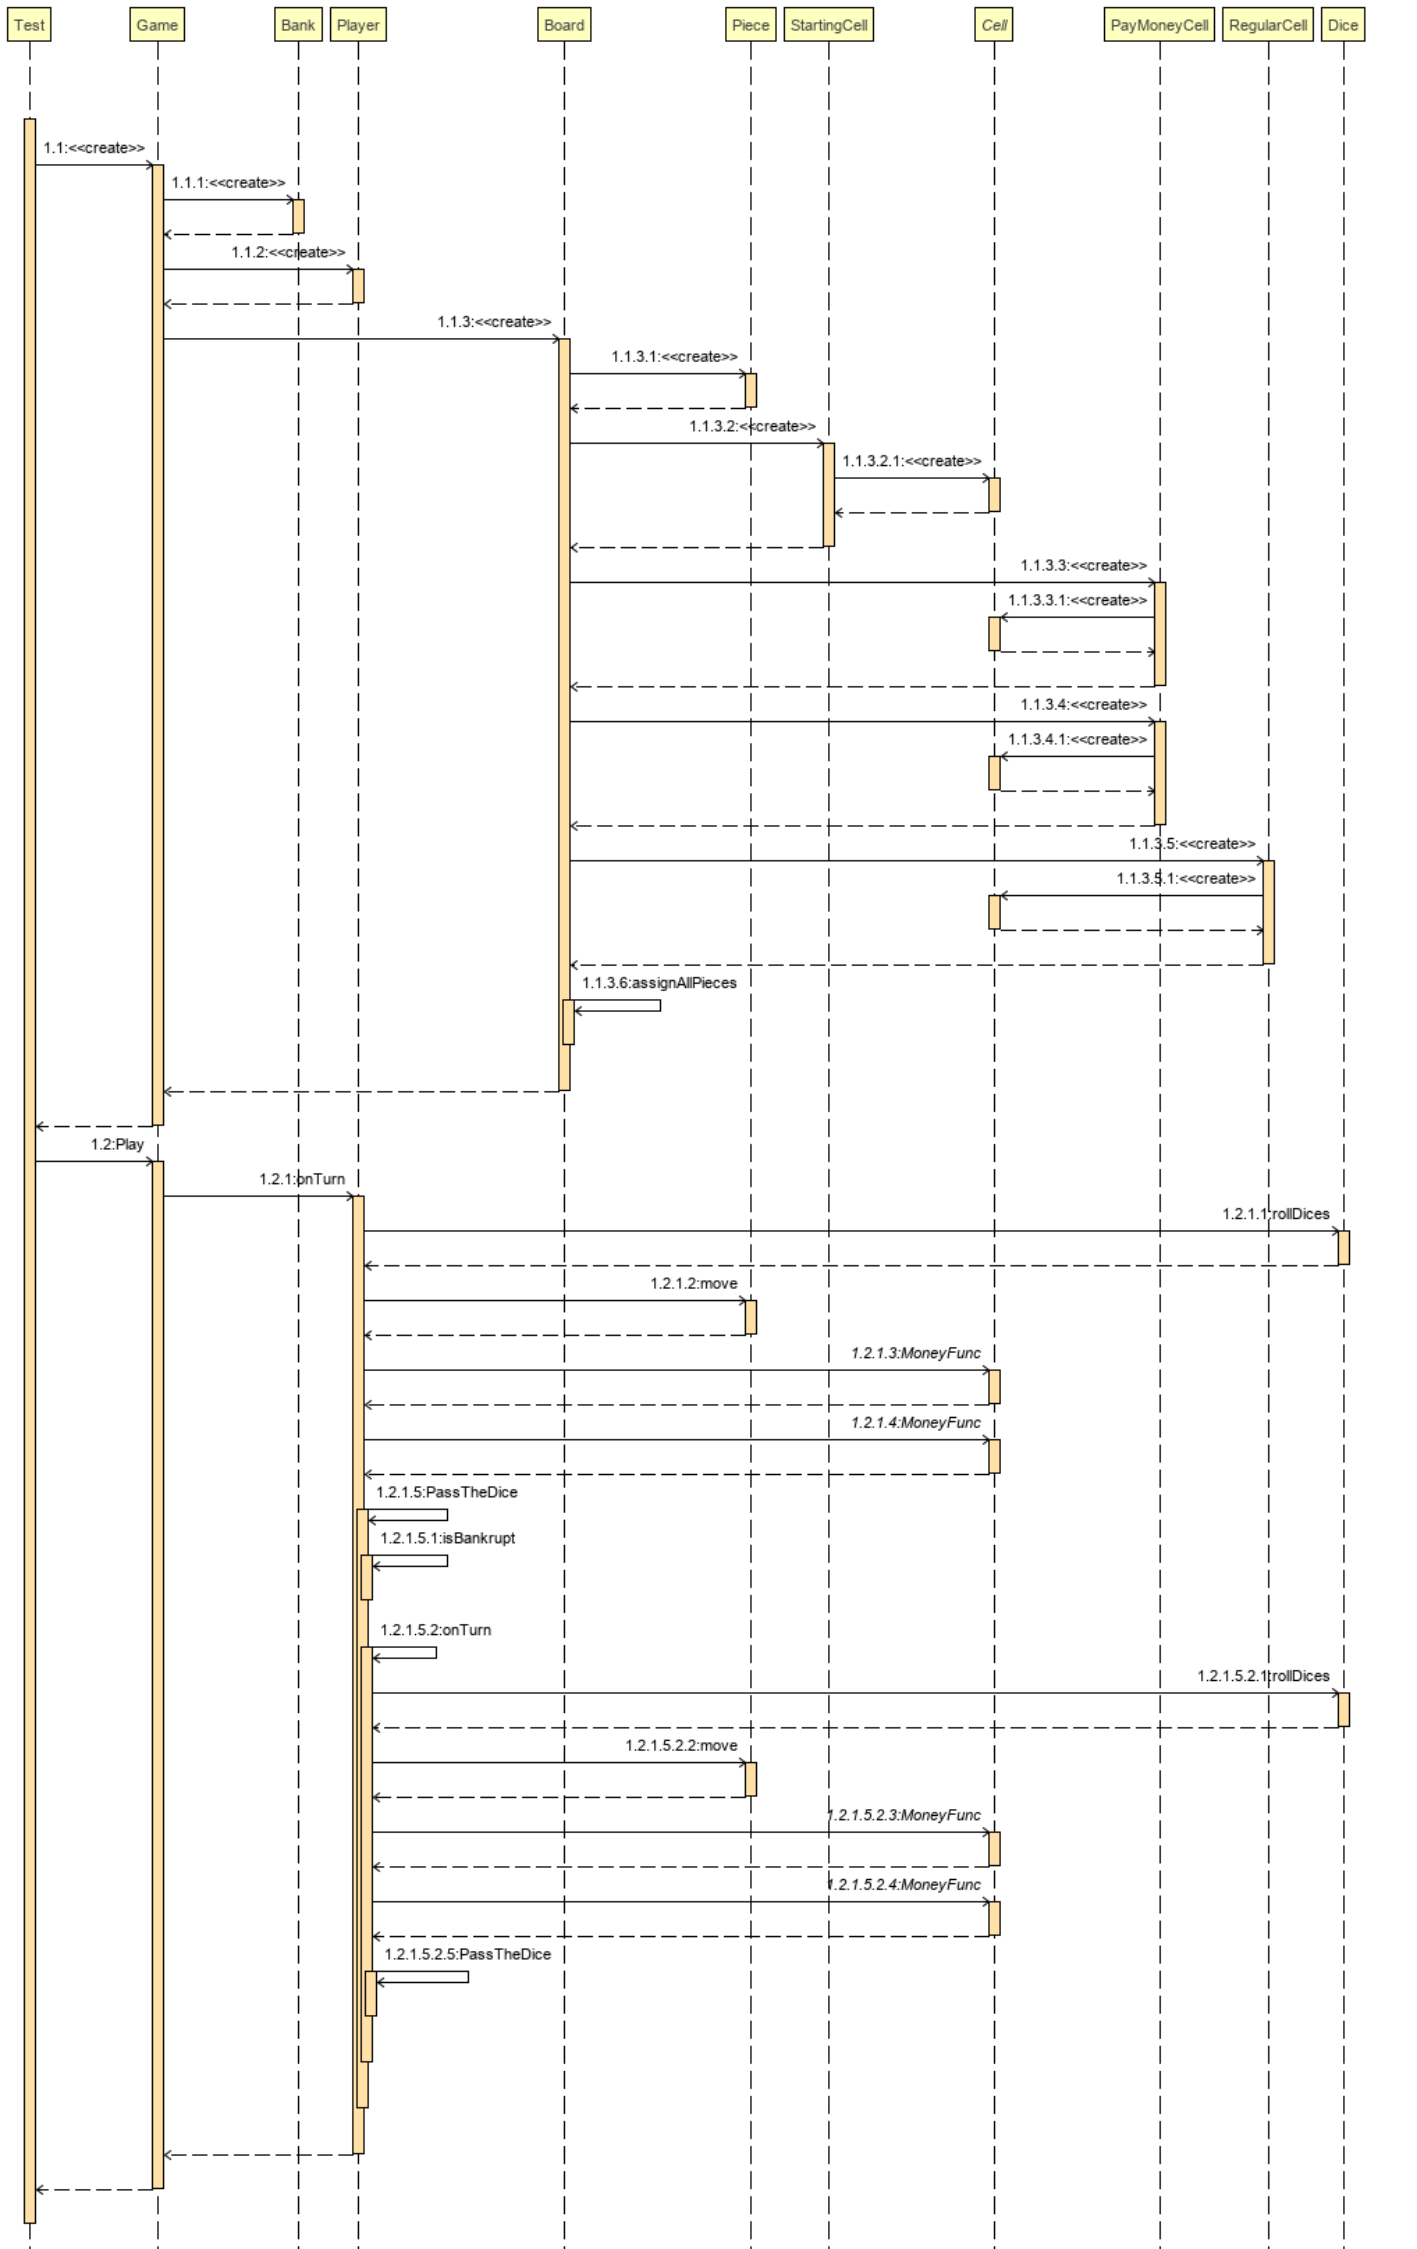 Test Game Bank Player Board Piece StartingCell Cell PayMoneyCell RegularCell Dice
1.1:<<create>>
1.1.1:<<create>>
1.1.2:<<create>>
1.1.3:<<create>>
1.1.3.1:<<create>>
1.1.3.2:<<create>>
1.1.3.2.1:<<create>>
1.1.3.3:<<create>>
1.1.3.3.1:<<create>>
1.1.3.4:<<create>>
1.1.3.4.1:<<create>>
1.1.3.5:<<create>>
1.1.3.5.1:<<create>>
1.1.3.6:assignAllPieces
1.2:Play
1.2.1:onTurn
1.2.1.1:rollDices
1.2.1.2:move
1.2.1.3:MoneyFunc
1.2.1.4:MoneyFunc
1.2.1.5:PassTheDice
1.2.1.5.1:isBankrupt
1.2.1.5.2:onTurn
1.2.1.5.2.1:rollDices
1.2.1.5.2.2:move
1.2.1.5.2.3:MoneyFunc
1.2.1.5.2.4:MoneyFunc
1.2.1.5.2.5:PassTheDice